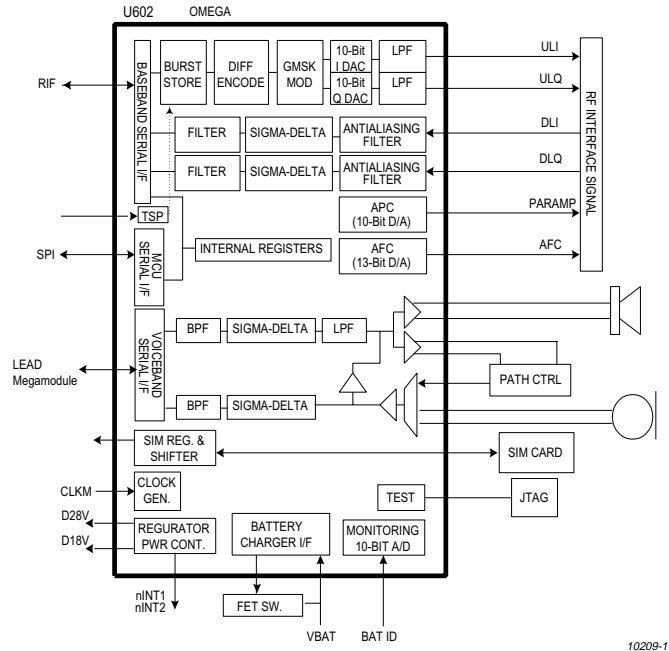 U602 OMEGA
RIF
BASEBAND SERIAL I/F
BURST
STORE
DIFF
ENCODE
GMSK
MOD
10-Bit
I DAC
10-Bit
Q DAC
LPF
LPF
ULI
ULQ
DLI
DLQ
PARAMP
AFC
RF INTERFACE SIGNAL
FILTER
SIGMA-DELTA
ANTIALIASING
FILTER
FILTER
SIGMA-DELTA
ANTIALIASING
FILTER
TSP
APC
(10-Bit D/A)
AFC
(13-Bit D/A)
SPI
MCU
SERIAL I/F
INTERNAL REGISTERS
VOICEBAND
SERIAL I/F
BPF
SIGMA-DELTA
LPF
LEAD
Megamodule
PATH CTRL
BPF
SIGMA-DELTA
SIM REG. &
SHIFTER
SIM CARD
CLKM
CLOCK
GEN.
TEST
JTAG
D28V
D18V
REGURATOR
PWR CONT.
BATTERY
CHARGER I/F
MONITORING
10-BIT A/D
nINT1
nINT2
FET SW.
VBAT
BAT ID
10209-1